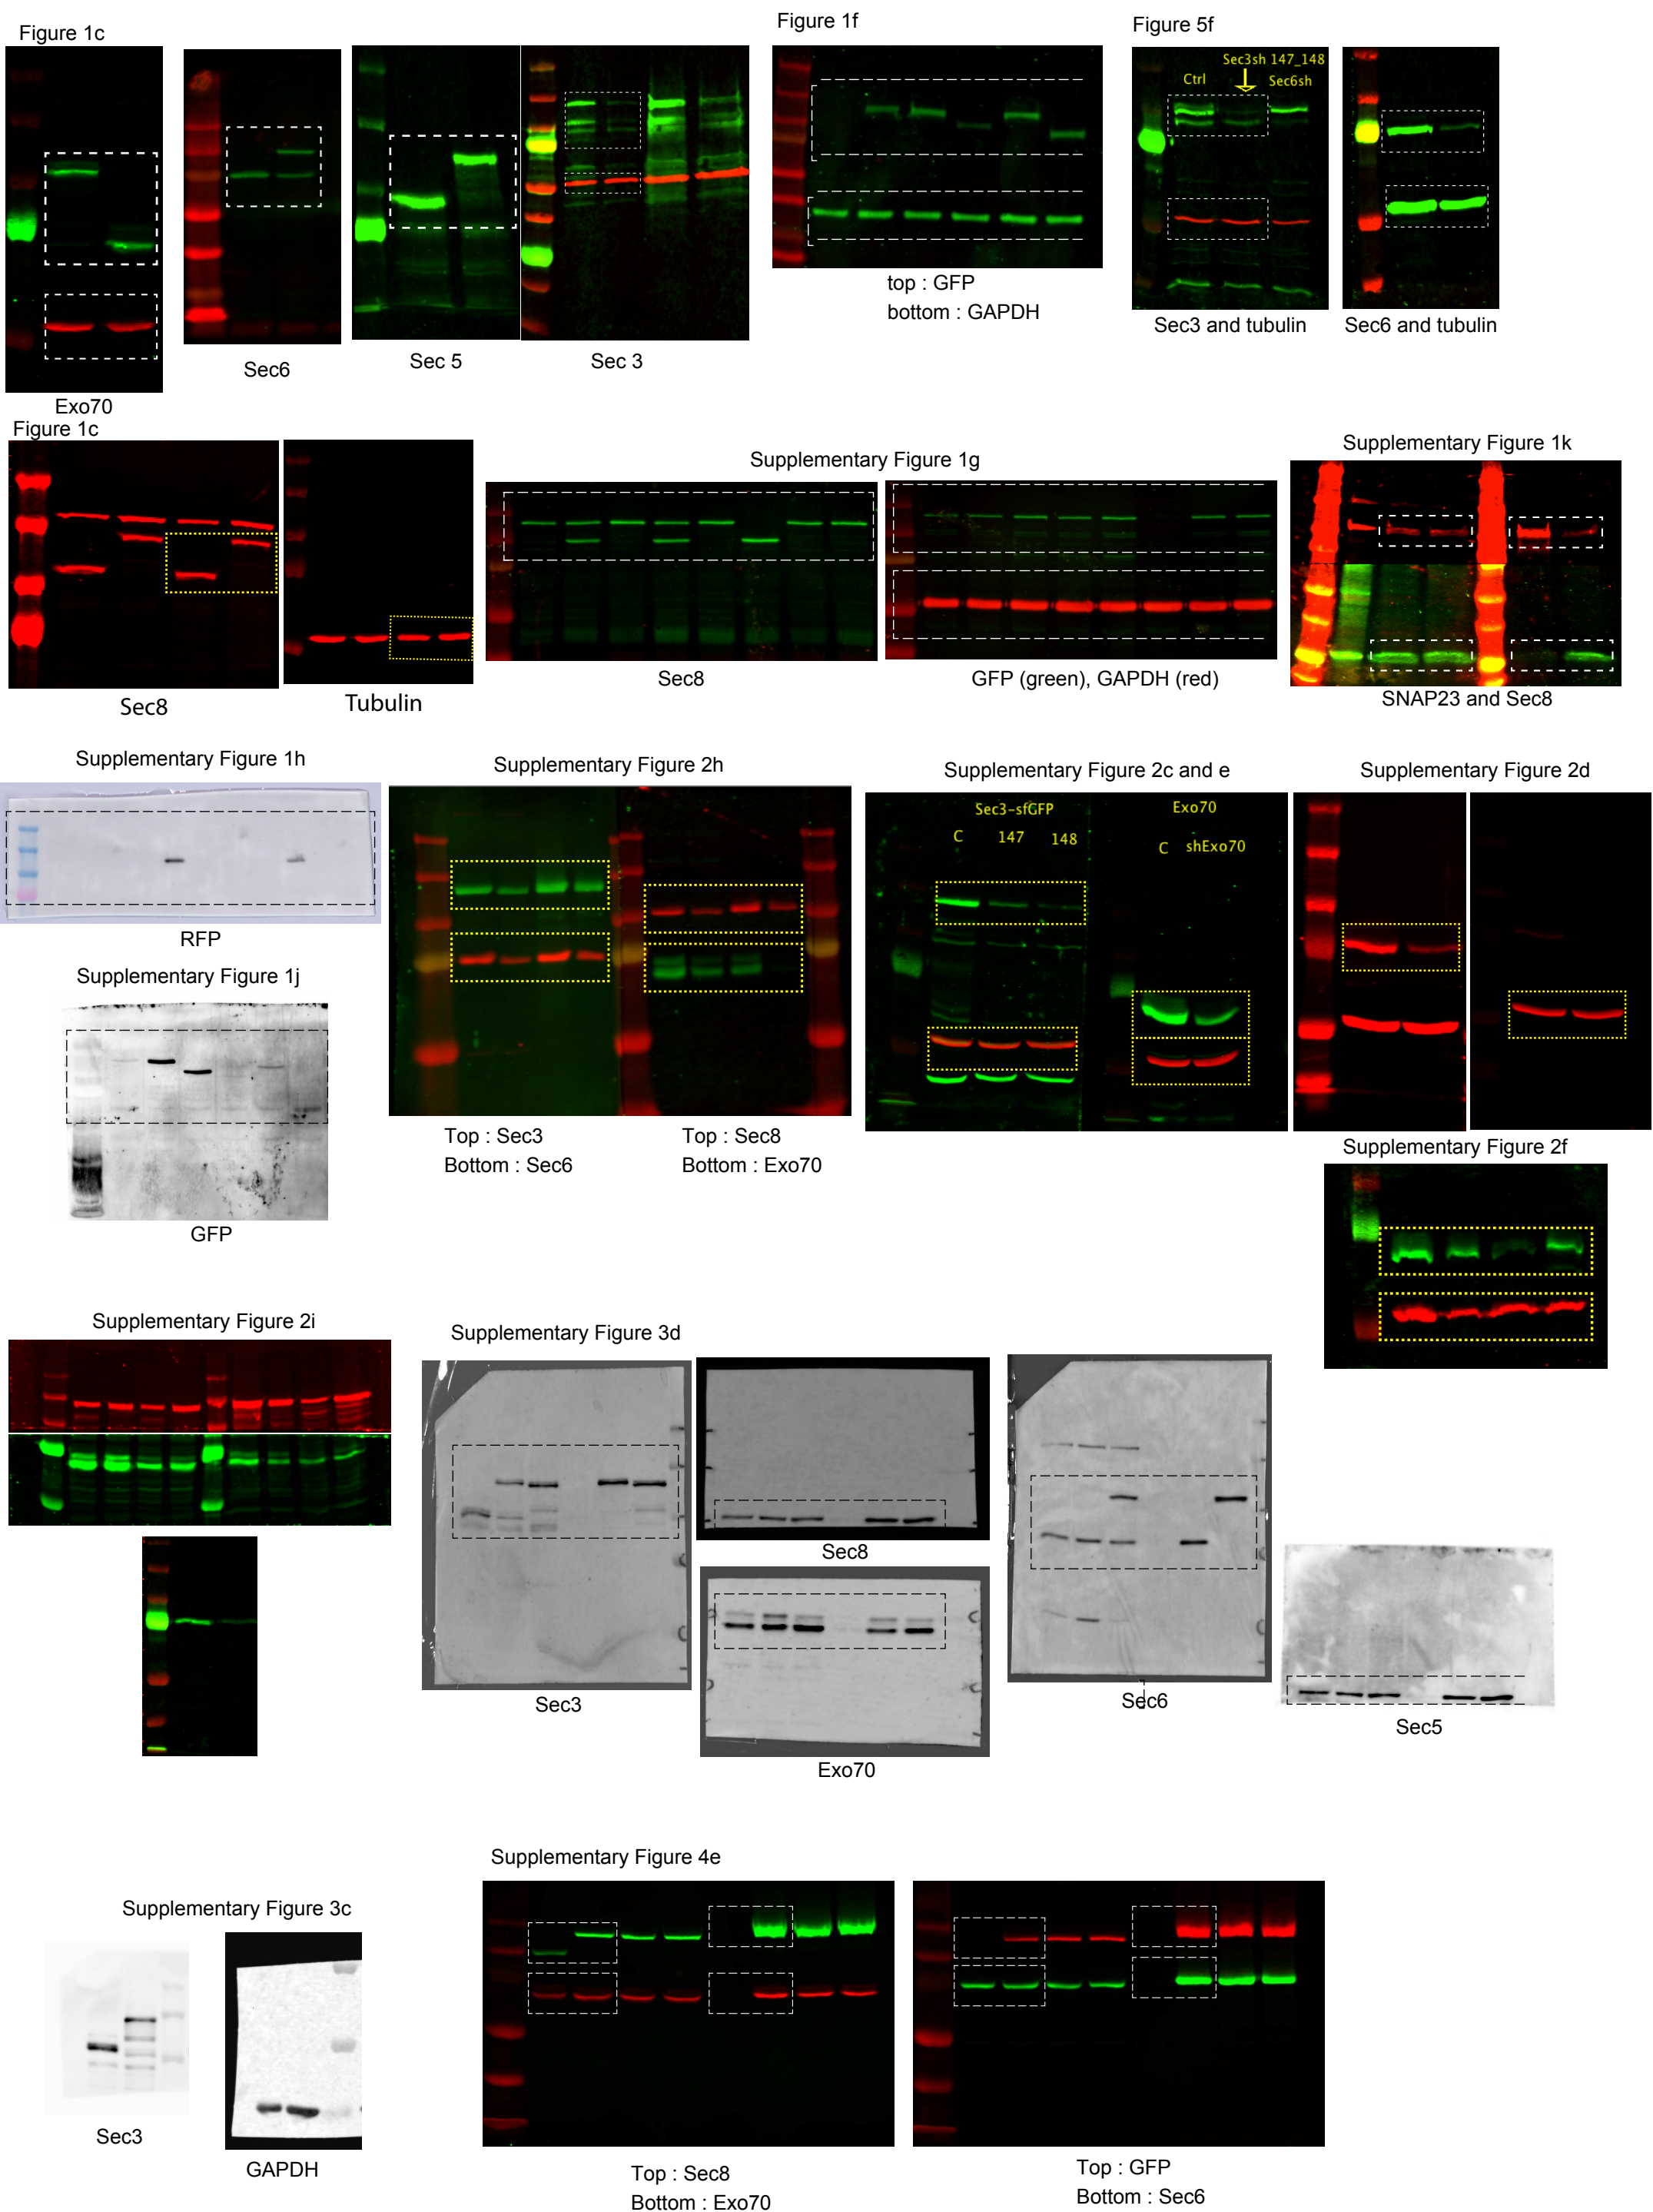 Figure 1c
Figure 1f
Figure 5f
Sec3sh 147_148
Ctrl
Sec6sh
Exo70
Sec6
Sec 5
Sec 3
top : GFP
bottom : GAPDH
Sec3 and tubulin
Sec6 and tubulin
Figure 1c
Sec8
Tubulin
Supplementary Figure 1g
Sec8
GFP (green), GAPDH (red)
Supplementary Figure 1k
SNAP23 and Sec8
Supplementary Figure 1h
RFP
Supplementary Figure 1j
GFP
Supplementary Figure 2h
Top : Sec3
Bottom : Sec6
Top : Sec8
Bottom : Exo70
Supplementary Figure 2c and e
Sec3-sfGFP
C 147 148
Exo70
C shExo70
Supplementary Figure 2d
Supplementary Figure 2f
Supplementary Figure 2i
Supplementary Figure 3d
Sec3
Sec8
Exo70
Sec6
Sec5
Supplementary Figure 3c
Sec3
GAPDH
Supplementary Figure 4e
Top : Sec8
Bottom : Exo70
Top : GFP
Bottom : Sec6